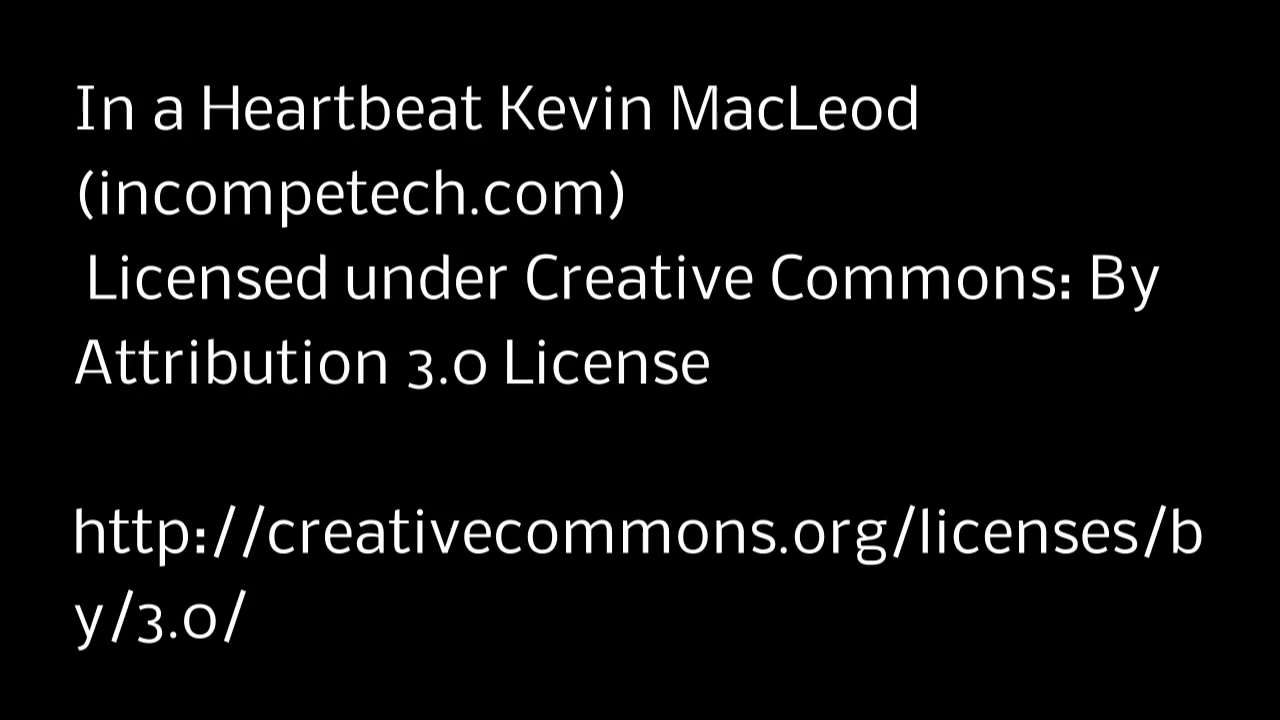 In a Heartbeat Kevin MacLeod
(incompetech.com)
Licensed under Creative Commons: By
Attribution 3.0 License
http://creativecommons.org/licenses/b
y/3.0/